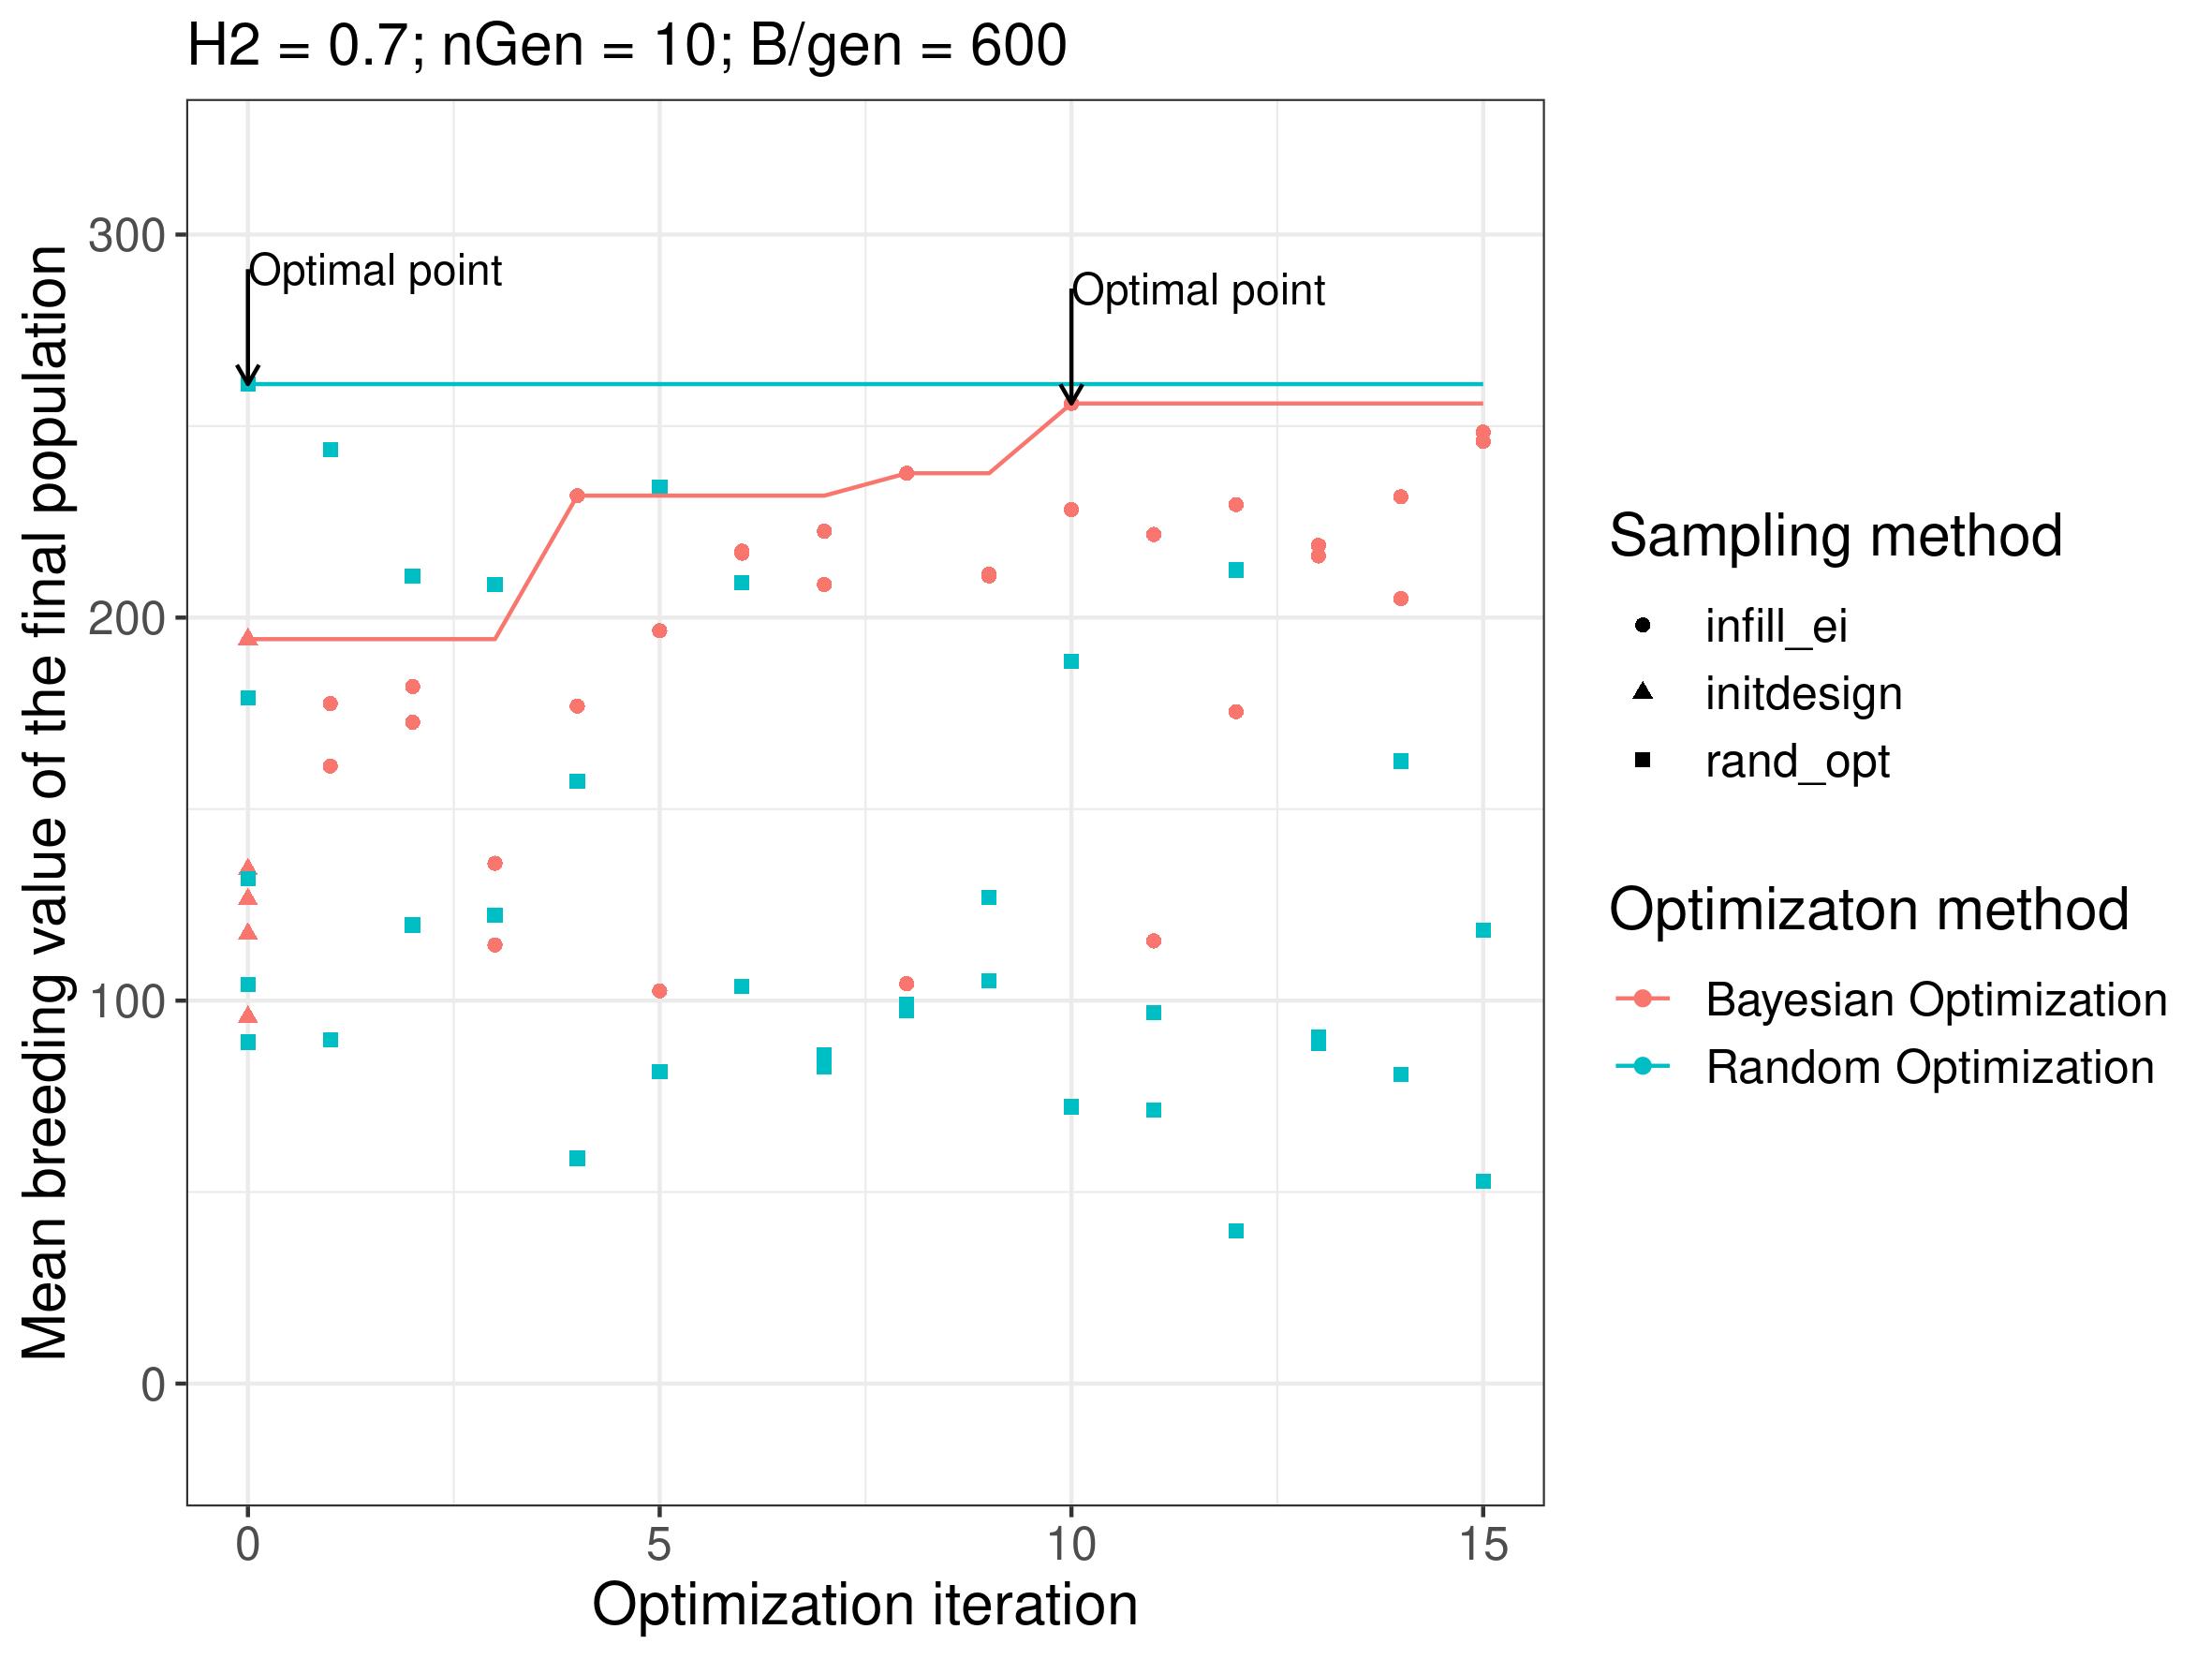 H2 = 0.7; nGen = 10; B/gen = 600
Mean breeding value of the final population
300
200
100
0
Optimal point
Optimal point
0
5
10
15
Optimization iteration
Sampling method
infill_ei
initdesign
rand_opt
Optimizaton method
Bayesian Optimization
Random Optimization